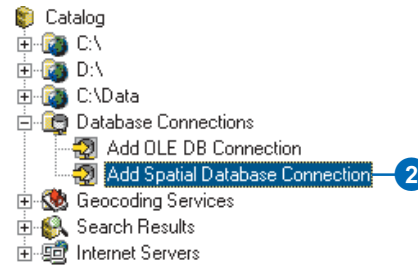 Catalog
C:\
D:\
C:\Data
Database Connections
Add OLE DB Connection
Add Spatial Database Connection 2
Geocoding Services
Search Results
Internet Servers